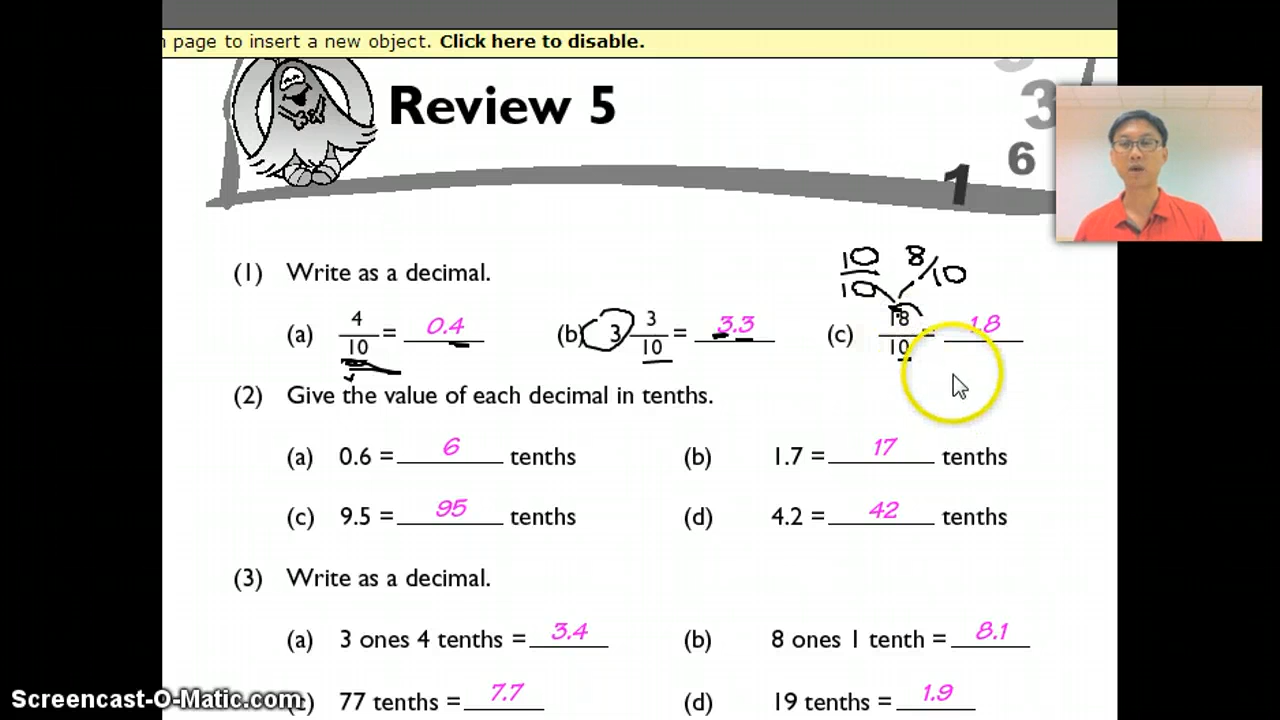 n page to insert a new object. Click here to disable.
Review 5
3
3
6
1
10/10 8/10
(1) Write as a decimal.
(a) 4/10 = 0.4 (b) 3 3/10 = 3.3 (c) 18/10 = 1.8
(2) Give the value of each decimal in tenths.
(a) 0.6 = 6 tenths (b) 1.7 = 17 tenths
(c) 9.5 = 95 tenths (d) 4.2 = 42 tenths
(3) Write as a decimal.
(a) 3 ones 4 tenths = 3.4 (b) 8 ones 1 tenth = 8.1
(c) 77 tenths = 7.7 (d) 19 tenths = 1.9
Screencast-O-Matic.com